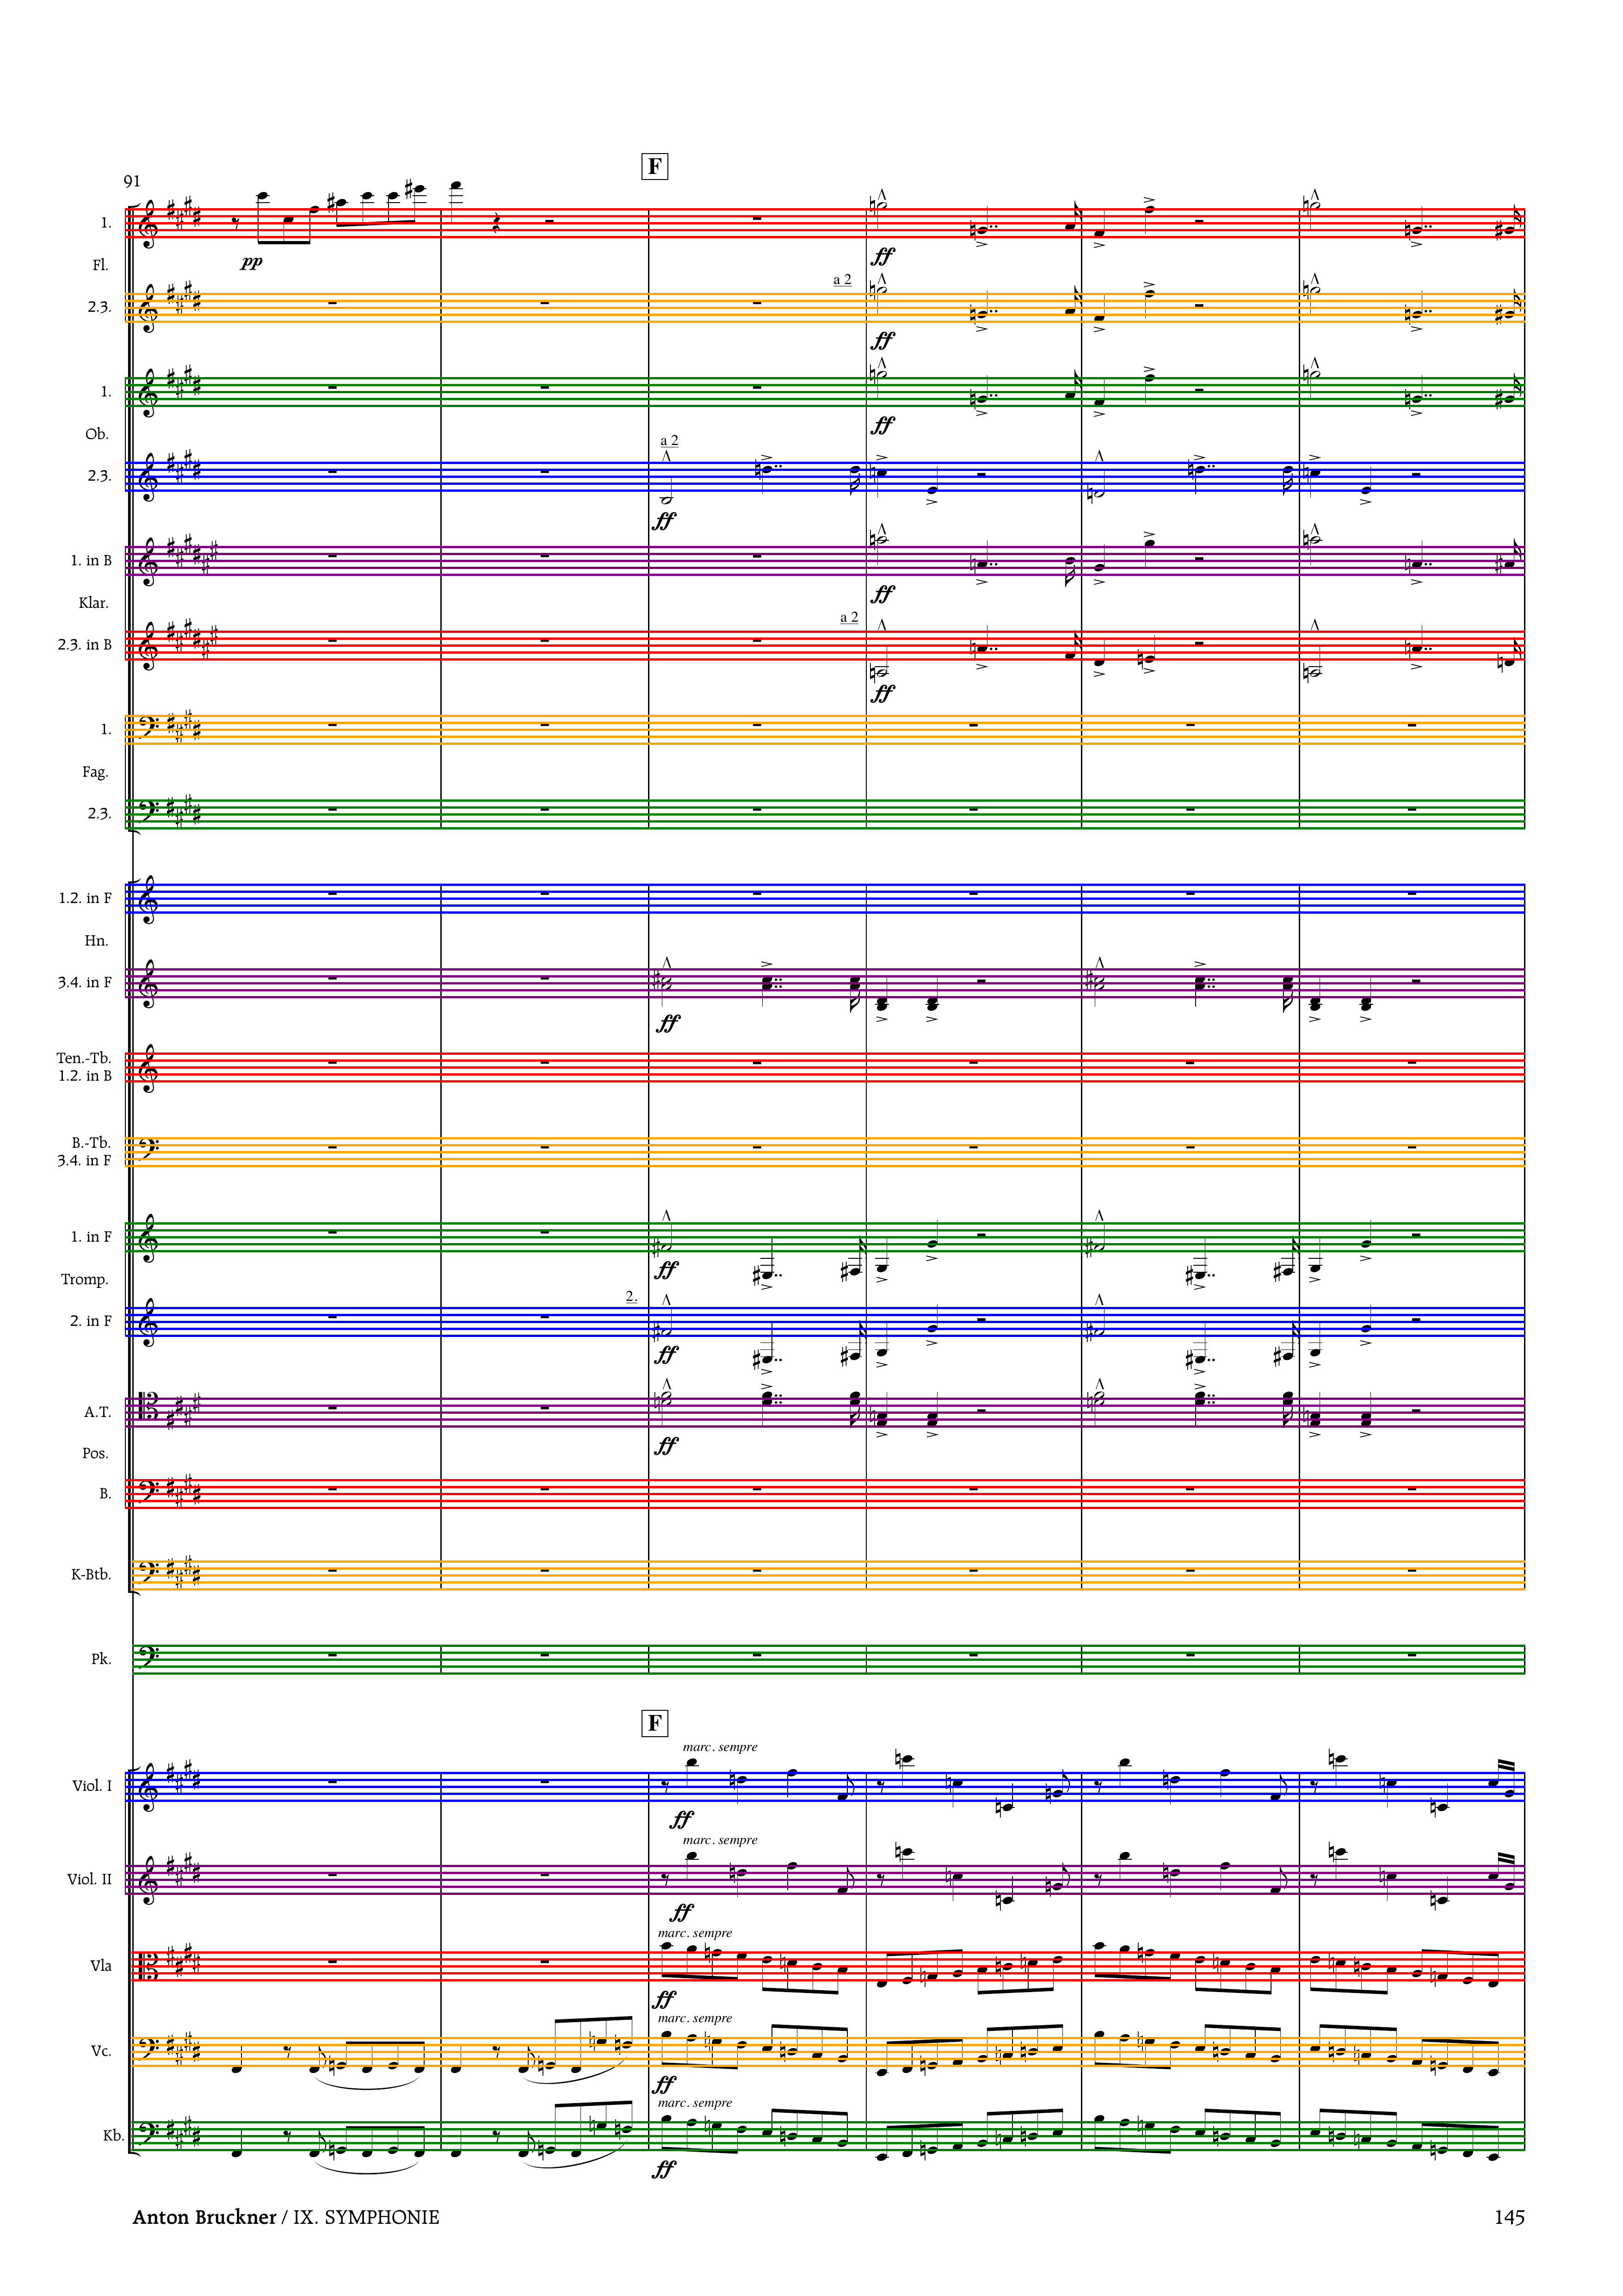 F
91
1.
Fl.
pp
ff
a 2
2.3.
ff
1.
Ob.
ff
a 2
2.3.
ff
1. in B
Klar.
ff
a 2
2.3. in B
ff
1.
Fag.
2.3.
1.2. in F
Hn.
3.4. in F
ff
Ten.-Tb.
1.2. in B
B.-Tb.
3.4. in F
1. in F
ff
Tromp.
2.
2. in F
ff
A.T.
ff
Pos.
B.
K-Btb.
Pk.
F
marc. sempre
Viol. I
ff
marc. sempre
Viol. II
ff
marc. sempre
Vla
ff
marc. sempre
Vc.
ff
marc. sempre
Kb.
ff
Anton Bruckner / IX. SYMPHONIE 145